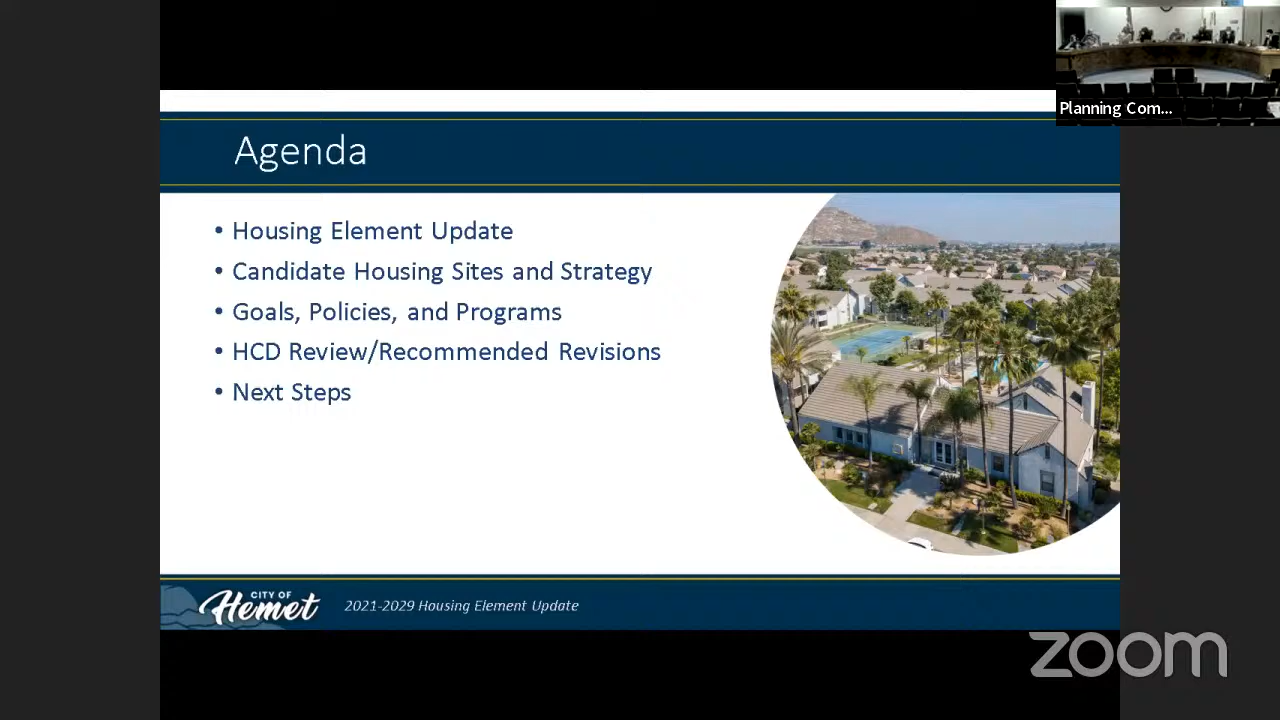 Planning Com...
Agenda
• Housing Element Update
• Candidate Housing Sites and Strategy
• Goals, Policies, and Programs
• HCD Review/Recommended Revisions
• Next Steps
CITY OF
Hemet
2021-2029 Housing Element Update
zoom